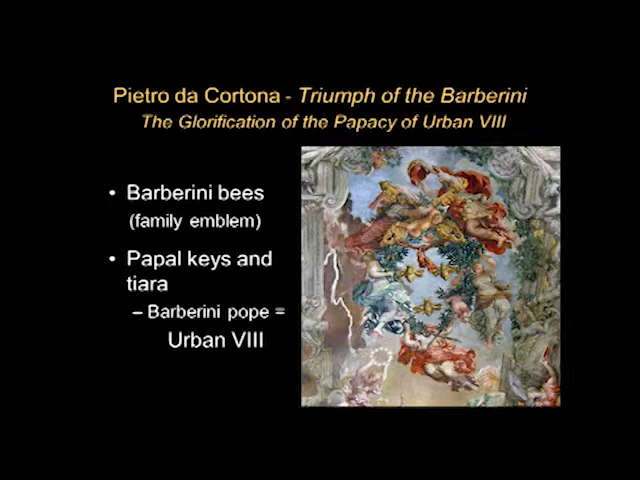 Pietro da Cortona - Triumph of the Barberini
The Glorification of the Papacy of Urban VIII
• Barberini bees
(family emblem)
• Papal keys and
tiara
– Barberini pope =
Urban VIII